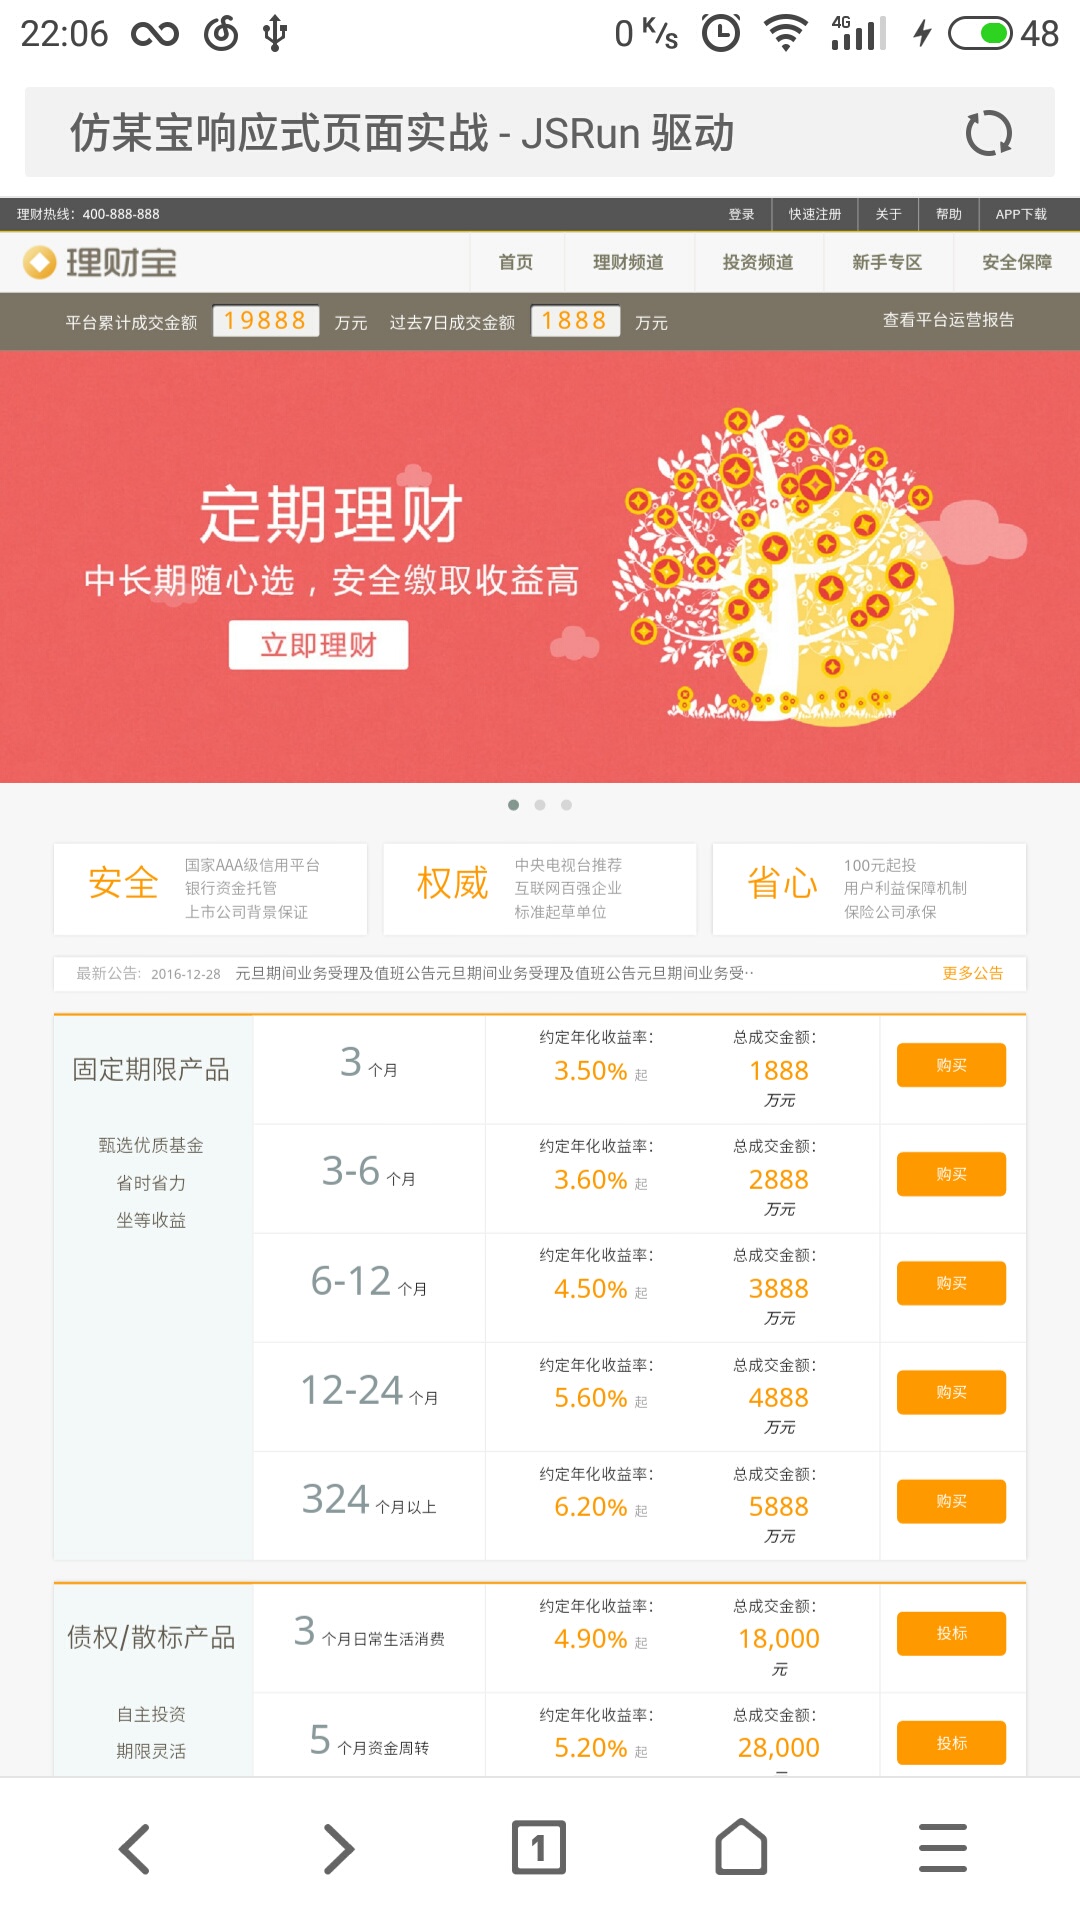 22:06
0 K/s
4G
48
仿某宝响应式页面实战 - JSRun 驱动
理财热线：400-888-888
登录 快速注册 关于 帮助 APP下载
理财宝
首页 理财频道 投资频道 新手专区 安全保障
平台累计成交金额 19888 万元 过去7日成交金额 1888 万元 查看平台运营报告
定期理财
中长期随心选，安全缴取收益高
立即理财
安全
国家AAA级信用平台
银行资金托管
上市公司背景保证
权威
中央电视台推荐
互联网百强企业
标准起草单位
省心
100元起投
用户利益保障机制
保险公司承保
最新公告： 2016-12-28 元旦期间业务受理及值班公告元旦期间业务受理及值班公告元旦期间业务受·· 更多公告
固定期限产品
甄选优质基金
省时省力
坐等收益
3 个月
约定年化收益率：
3.50% 起
总成交金额：
1888
万元
购买
3-6 个月
约定年化收益率：
3.60% 起
总成交金额：
2888
万元
购买
6-12 个月
约定年化收益率：
4.50% 起
总成交金额：
3888
万元
购买
12-24 个月
约定年化收益率：
5.60% 起
总成交金额：
4888
万元
购买
324 个月以上
约定年化收益率：
6.20% 起
总成交金额：
5888
万元
购买
债权/散标产品
自主投资
期限灵活
3 个月日常生活消费
约定年化收益率：
4.90% 起
总成交金额：
18,000
元
投标
5 个月资金周转
约定年化收益率：
5.20% 起
总成交金额：
28,000
投标
1